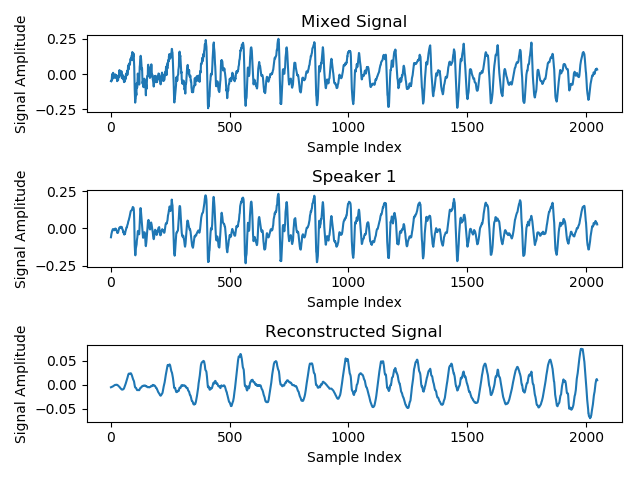 Mixed Signal
Signal Amplitude
0.25
0.00
−0.25
0 500 1000 1500 2000
Sample Index
Speaker 1
Signal Amplitude
0.25
0.00
−0.25
0 500 1000 1500 2000
Sample Index
Reconstructed Signal
Signal Amplitude
0.05
0.00
−0.05
0 500 1000 1500 2000
Sample Index